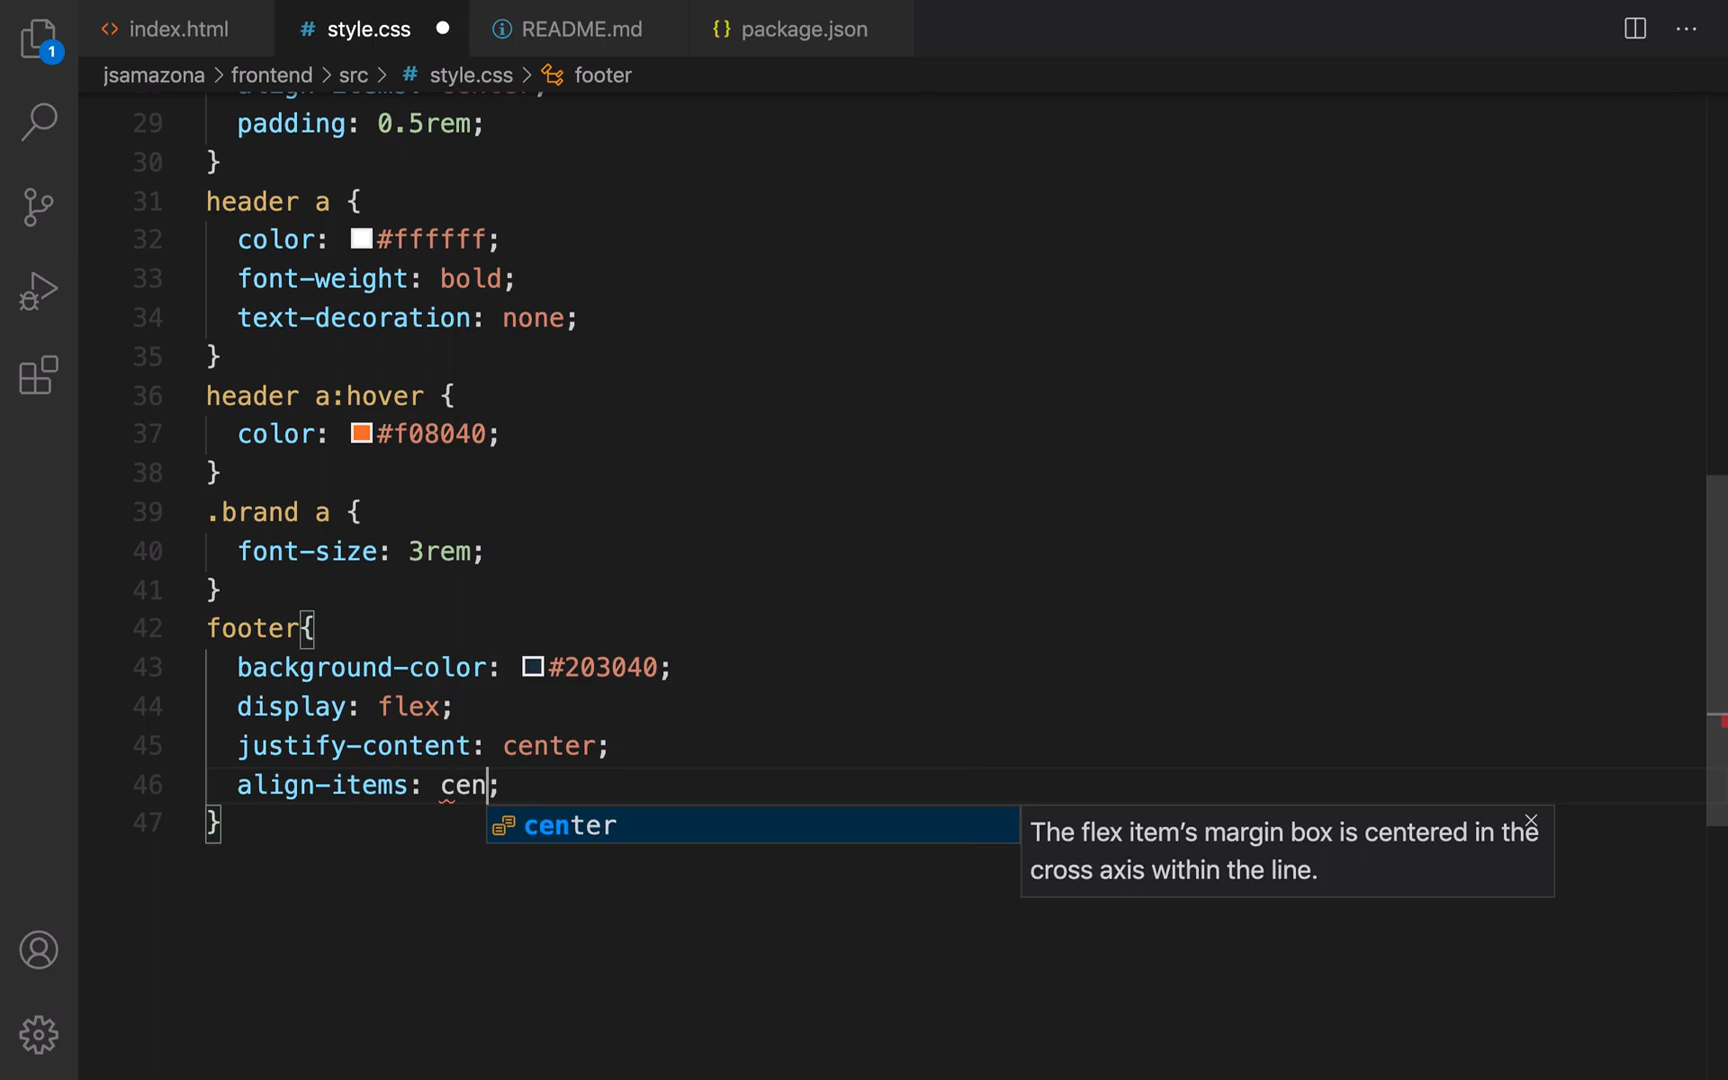 index.html
# style.css
README.md
{} package.json
1
jsamazona > frontend > src > # style.css > footer
align-items: center;
29 padding: 0.5rem;
30 }
31 header a {
32 color: #ffffff;
33 font-weight: bold;
34 text-decoration: none;
35 }
36 header a:hover {
37 color: #f08040;
38 }
39 .brand a {
40 font-size: 3rem;
41 }
42 footer{
43 background-color: #203040;
44 display: flex;
45 justify-content: center;
46 align-items: cen;
47 }
center
The flex item’s margin box is centered in the
cross axis within the line.